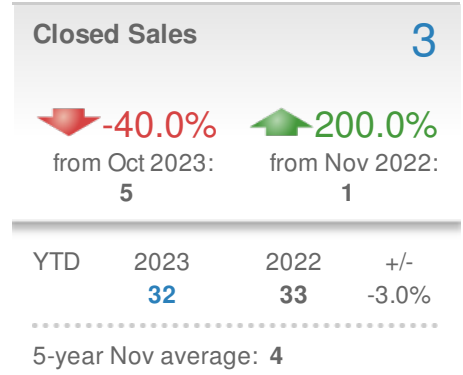 Closed Sales 3
-40.0% 200.0%
from Oct 2023: from Nov 2022:
5 1
YTD 2023 2022 +/-
32 33 -3.0%
5-year Nov average: 4